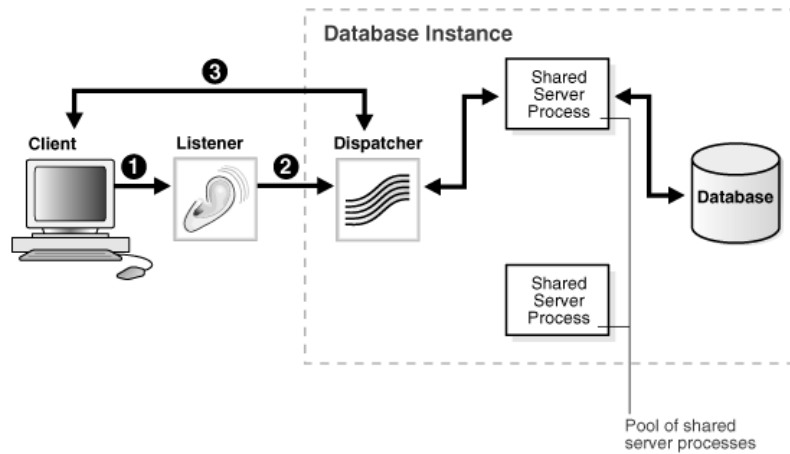 Database Instance
3
Shared
Server
Process
Client
Listener
Dispatcher
1
2
Database
Shared
Server
Process
Pool of shared
server processes